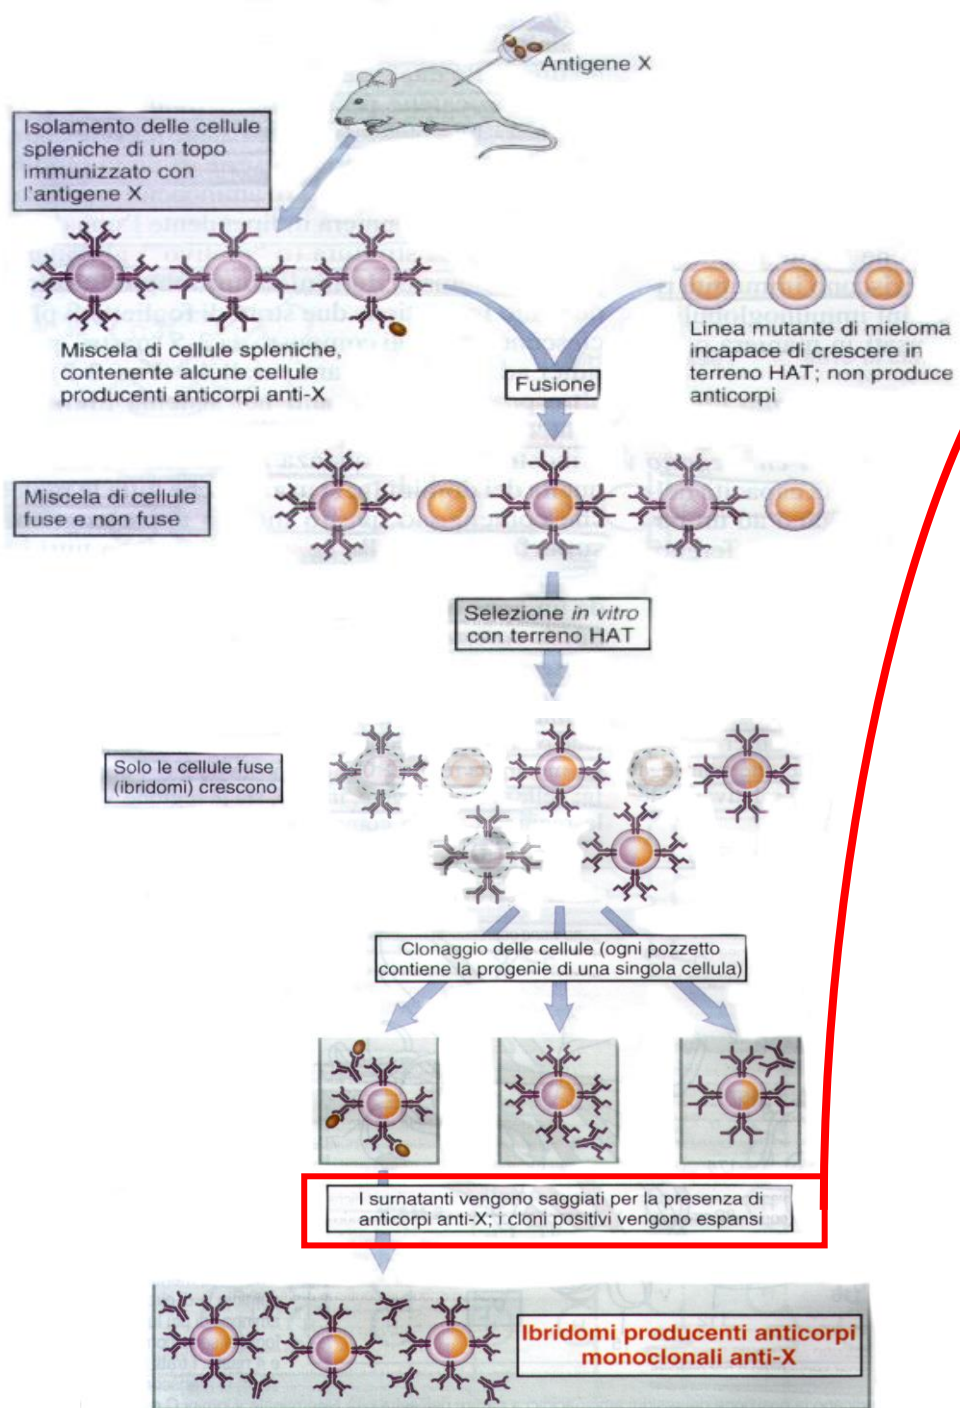 Antigene X
Isolamento delle cellule
spleniche di un topo
immunizzato con
l'antigene X
Miscela di cellule spleniche,
contenente alcune cellule
producenti anticorpi anti-X
Linea mutante di mieloma
incapace di crescere in
terreno HAT; non produce
anticorpi
Fusione
Miscela di cellule
fuse e non fuse
Selezione in vitro
con terreno HAT
Solo le cellule fuse
(ibridomi) crescono
Clonaggio delle cellule (ogni pozzetto
contiene la progenie di una singola cellula)
I surnatanti vengono saggiati per la presenza di
anticorpi anti-X; i cloni positivi vengono espansi
Ibridomi producenti anticorpi
monoclonali anti-X